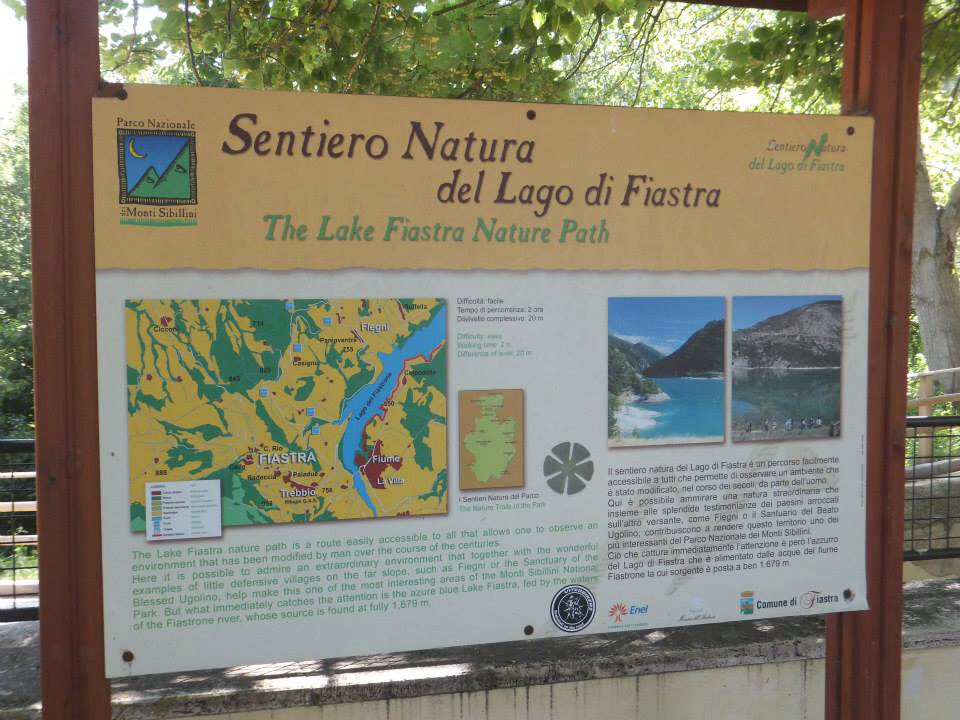 Parco Nazionale
dei Monti Sibillini
Sentiero Natura
del Lago di Fiastra
The Lake Fiastra Nature Path
Sentiero Natura
del Lago di Fiastra
Difficoltà: facile
Tempo di percorrenza: 2 ore
Dislivello complessivo: 20 m
Difficulty: easy
Walking time: 2 h
Difference of level: 20 m
Ruffella
Fiegni
Cicconi
714
Panicventre
Casignia
Colpodalla
Lago del Fiastrone
650
C. Rio
FIASTRA
Fiume
La Villa
Trebbio
I Sentieri Natura del Parco
The Nature Trails of the Park
Il sentiero natura del Lago di Fiastra è un percorso facilmente
accessibile a tutti che permette di osservare un ambiente che
è stato modificato, nel corso dei secoli, da parte dell'uomo.
Qui è possibile ammirare una natura straordinaria che
insieme alle splendide testimonianze dei paesini arroccati
sull'altro versante, come Fiegni o il Santuario del Beato
Ugolino, contribuiscono a rendere questo territorio uno dei
più interessanti del Parco Nazionale dei Monti Sibillini.
Ciò che cattura immediatamente l'attenzione è però l'azzurro
del Lago di Fiastra che è alimentato dalle acque del fiume
Fiastrone la cui sorgente è posta a ben 1.679 m.
The Lake Fiastra nature path is a route easily accessible to all that allows one to observe an
environment that has been modified by man over the course of the centuries.
Here it is possible to admire an extraordinary environment that together with the wonderful
examples of little defensive villages on the far slope, such as Fiegni or the Sanctuary of the
Blessed Ugolino, help make this one of the most interesting areas of the Monti Sibillini National
Park. But what immediately catches the attention is the azure blue Lake Fiastra, fed by the waters
of the Fiastrone river, whose source is found at fully 1,679 m.
Enel
Comune di Fiastra